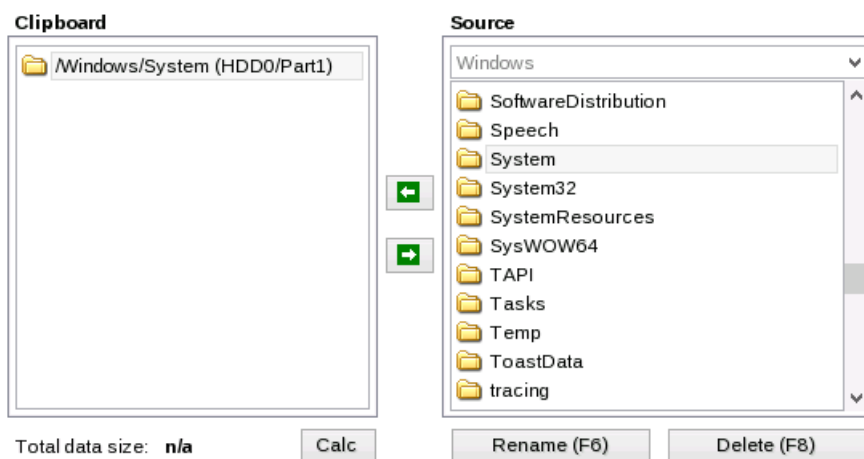 Clipboard
/Windows/System (HDD0/Part1)
Total data size: n/a
Calc
Source
Windows
SoftwareDistribution
Speech
System
System32
SystemResources
SysWOW64
TAPI
Tasks
Temp
ToastData
tracing
Rename (F6)
Delete (F8)